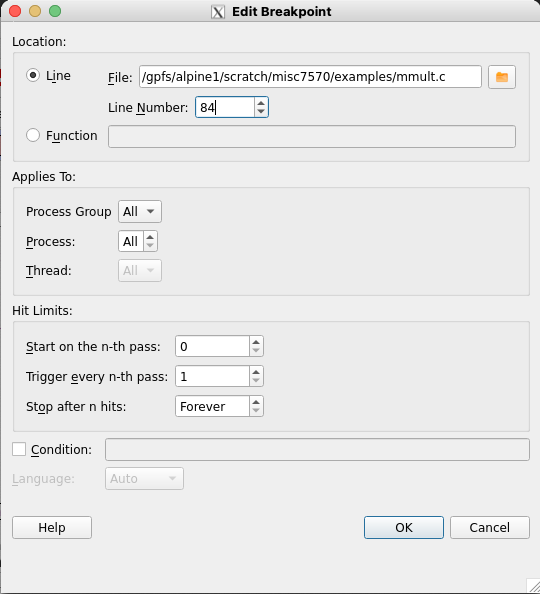 Edit Breakpoint
Location:
Line File: /gpfs/alpine1/scratch/misc7570/examples/mmult.c
Line Number: 84
Function
Applies To:
Process Group All
Process: All
Thread: All
Hit Limits:
Start on the n-th pass: 0
Trigger every n-th pass: 1
Stop after n hits: Forever
Condition:
Language: Auto
Help OK Cancel